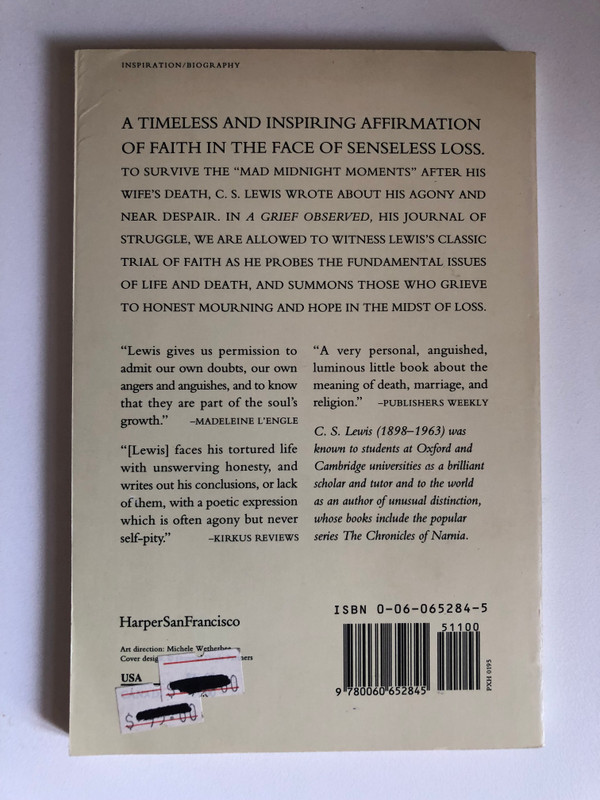 INSPIRATION/BIOGRAPHY
A TIMELESS AND INSPIRING AFFIRMATION
OF FAITH IN THE FACE OF SENSELESS LOSS.
TO SURVIVE THE “MAD MIDNIGHT MOMENTS” AFTER HIS
WIFE’S DEATH, C. S. LEWIS WROTE ABOUT HIS AGONY AND
NEAR DESPAIR. IN A GRIEF OBSERVED, HIS JOURNAL OF
STRUGGLE, WE ARE ALLOWED TO WITNESS LEWIS’S CLASSIC
TRIAL OF FAITH AS HE PROBES THE FUNDAMENTAL ISSUES
OF LIFE AND DEATH, AND SUMMONS THOSE WHO GRIEVE
TO HONEST MOURNING AND HOPE IN THE MIDST OF LOSS.
“Lewis gives us permission to
admit our own doubts, our own
angers and anguishes, and to know
that they are part of the soul’s
growth.” –MADELEINE L’ENGLE
“[Lewis] faces his tortured life
with unswerving honesty, and
writes out his conclusions, or lack
of them, with a poetic expression
which is often agony but never
self-pity.” –KIRKUS REVIEWS
“A very personal, anguished,
luminous little book about the
meaning of death, marriage, and
religion.” –PUBLISHERS WEEKLY
C. S. Lewis (1898–1963) was
known to students at Oxford and
Cambridge universities as a brilliant
scholar and tutor and to the world
as an author of unusual distinction,
whose books include the popular
series The Chronicles of Narnia.
HarperSanFrancisco
Art direction: Michele
Cover
USA
ISBN 0-06-065284-5
51100
9 780060 652845
PXH 0195